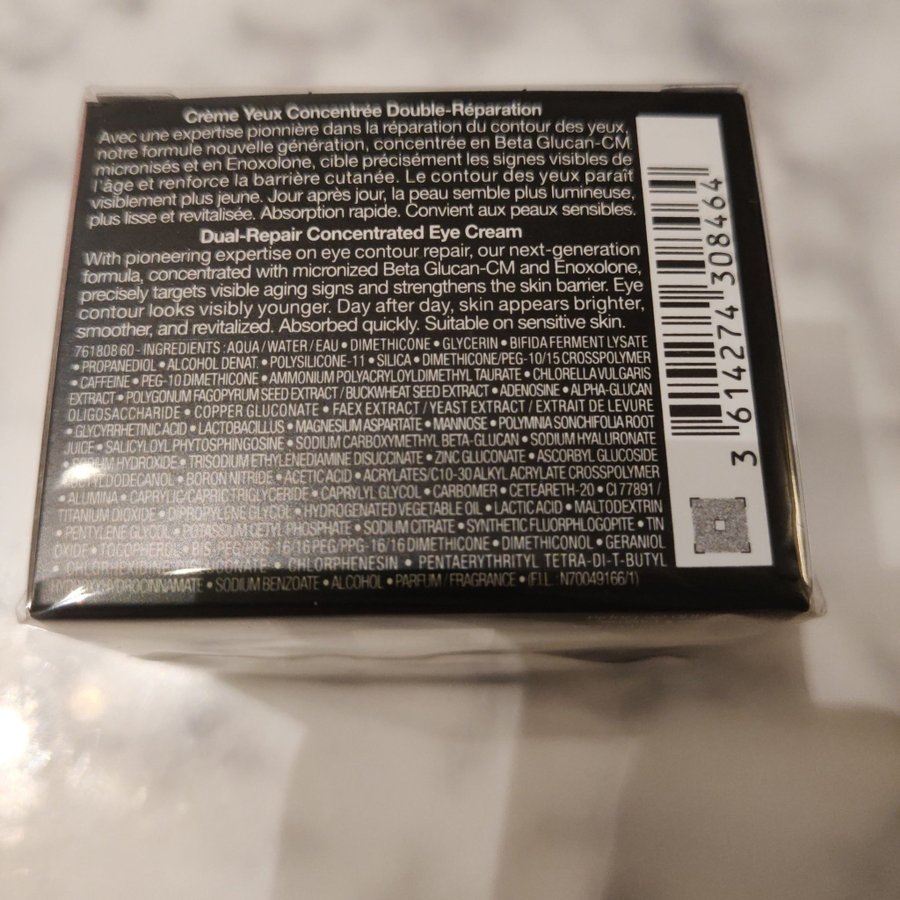 Crème Yeux Concentrée Double-Réparation
Avec une expertise pionnière dans la réparation du contour des yeux,
notre formule nouvelle génération, concentrée en Beta Glucan-CM
micronisés et en Enoxolone, cible précisément les signes visibles de
l'âge et renforce la barrière cutanée. Le contour des yeux paraît
visiblement plus jeune. Jour après jour, la peau semble plus lumineuse,
plus lisse et revitalisée. Absorption rapide. Convient aux peaux sensibles.
Dual-Repair Concentrated Eye Cream
With pioneering expertise on eye contour repair, our next-generation
formula, concentrated with micronized Beta Glucan-CM and Enoxolone,
precisely targets visible aging signs and strengthens the skin barrier. Eye
contour looks visibly younger. Day after day, skin appears brighter,
smoother, and revitalized. Absorbed quickly. Suitable on sensitive skin.
761808 60 - INGREDIENTS : AQUA / WATER / EAU • DIMETHICONE • GLYCERIN • BIFIDA FERMENT LYSATE
• PROPANEDIOL • ALCOHOL DENAT • POLYSILICONE-11 • SILICA • DIMETHICONE/PEG-10/15 CROSSPOLYMER
• CAFFEINE • PEG-10 DIMETHICONE • AMMONIUM POLYACRYLOYLDIMETHYL TAURATE • CHLORELLA VULGARIS
EXTRACT • POLYGONUM FAGOPYRUM SEED EXTRACT / BUCKWHEAT SEED EXTRACT • ADENOSINE • ALPHA-GLUCAN
OLIGOSACCHARIDE • COPPER GLUCONATE • FAEX EXTRACT / YEAST EXTRACT / EXTRAIT DE LEVURE
• GLYCYRRHETINIC ACID • LACTOBACILLUS • MAGNESIUM ASPARTATE • MANNOSE • POLYMNIA SONCHIFOLIA ROOT
JUICE • SALICYLOYL PHYTOSPHINGOSINE • SODIUM CARBOXYMETHYL BETA-GLUCAN • SODIUM HYALURONATE
• SODIUM HYDROXIDE • TRISODIUM ETHYLENEDIAMINE DISUCCINATE • ZINC GLUCONATE • ASCORBYL GLUCOSIDE
• OCTYLDODECANOL • BORON NITRIDE • ACETIC ACID • ACRYLATES/C10-30 ALKYL ACRYLATE CROSSPOLYMER
• ALUMINA • CAPRYLIC/CAPRIC TRIGLYCERIDE • CAPRYLYL GLYCOL • CARBOMER • CETEARETH-20 • CI 77891 /
TITANIUM DIOXIDE • DIPROPYLENE GLYCOL • HYDROGENATED VEGETABLE OIL • LACTIC ACID • MALTODEXTRIN
• PENTYLENE GLYCOL • POTASSIUM CETYL PHOSPHATE • SODIUM CITRATE • SYNTHETIC FLUORPHLOGOPITE • TIN
OXIDE • TOCOPHEROL • BIS-PEG/PPG-16/16 PEG/PPG-16/16 DIMETHICONE • DIMETHICONOL • GERANIOL
• CHLORHEXIDINE DIGLUCONATE • CHLORPHENESIN • PENTAERYTHRITYL TETRA-DI-T-BUTYL
HYDROXYHYDROCINNAMATE • SODIUM BENZOATE • ALCOHOL • PARFUM / FRAGRANCE • (F.I.L. : N70049166/1)
3 614274 308464